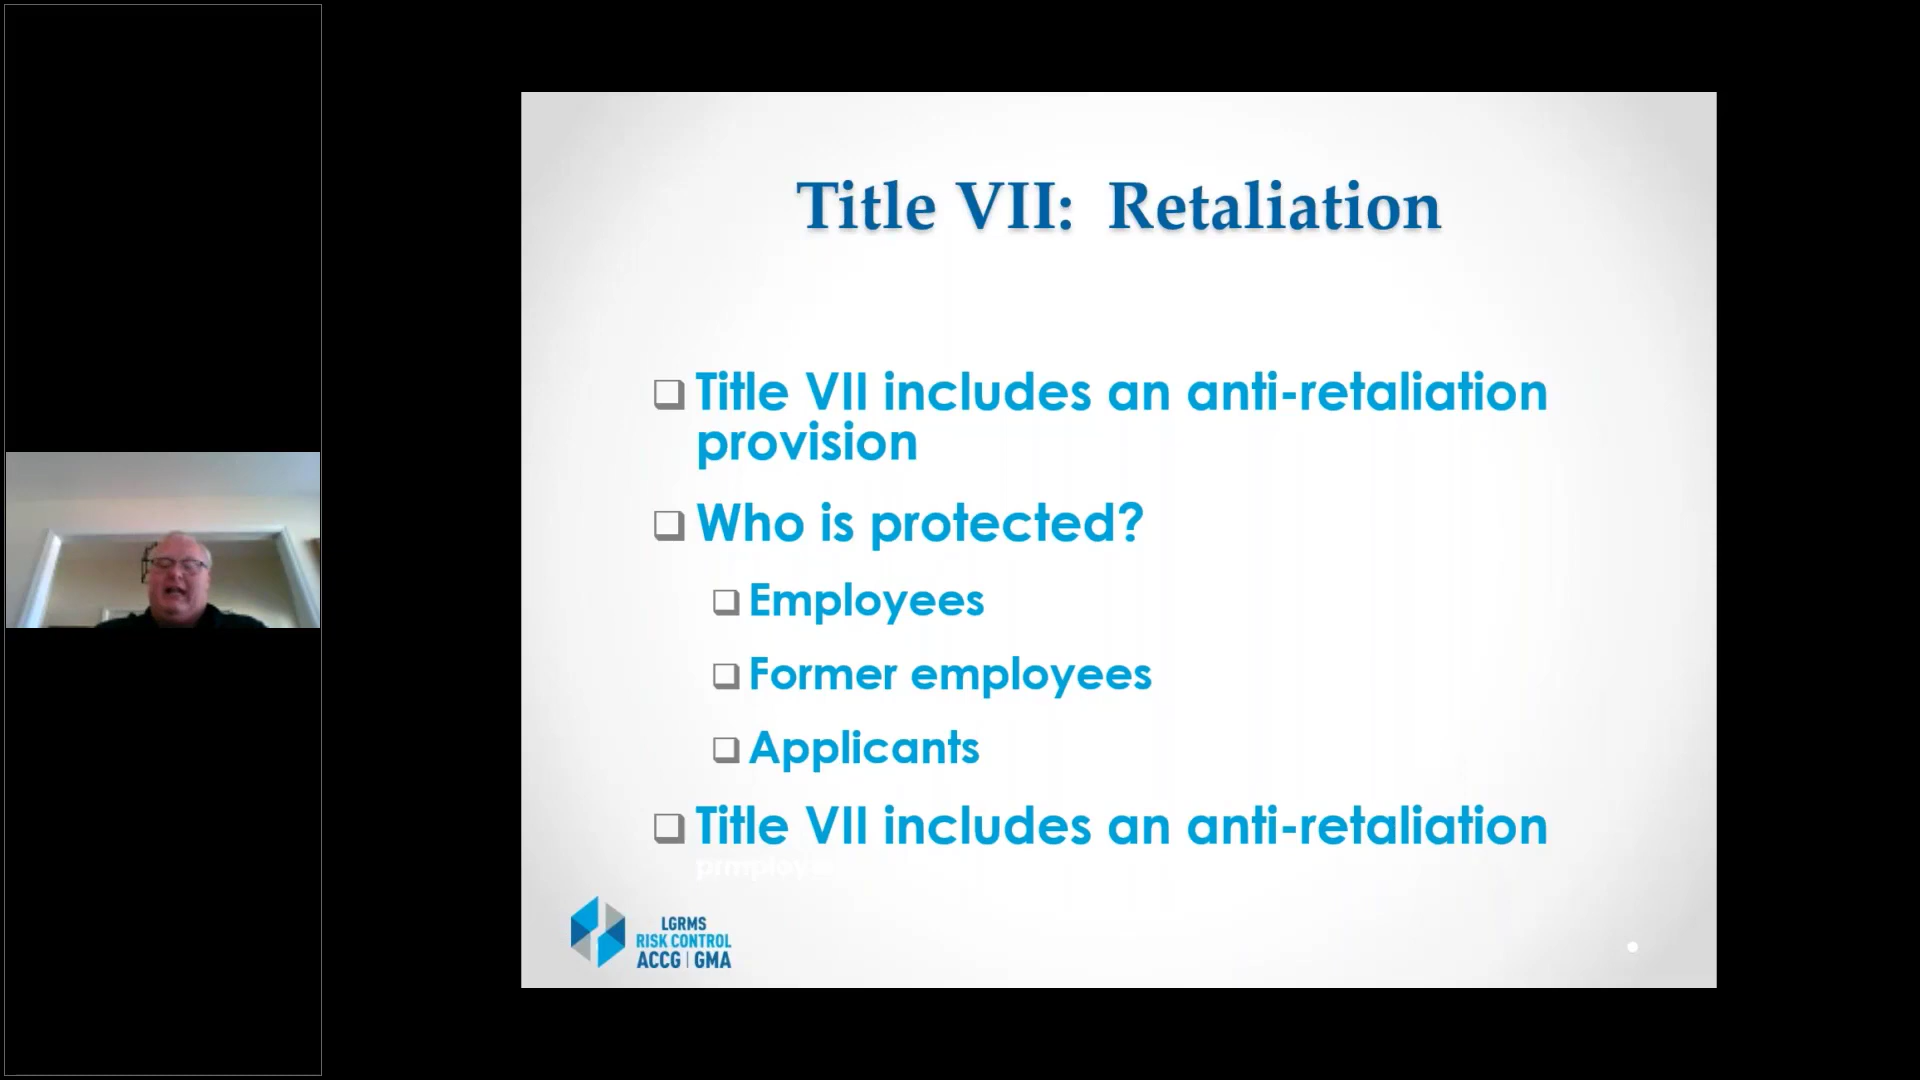 Title VII: Retaliation
Title VII includes an anti-retaliation
provision
Who is protected?
Employees
Former employees
Applicants
Title VII includes an anti-retaliation
LGRMS
RISK CONTROL
ACCG | GMA